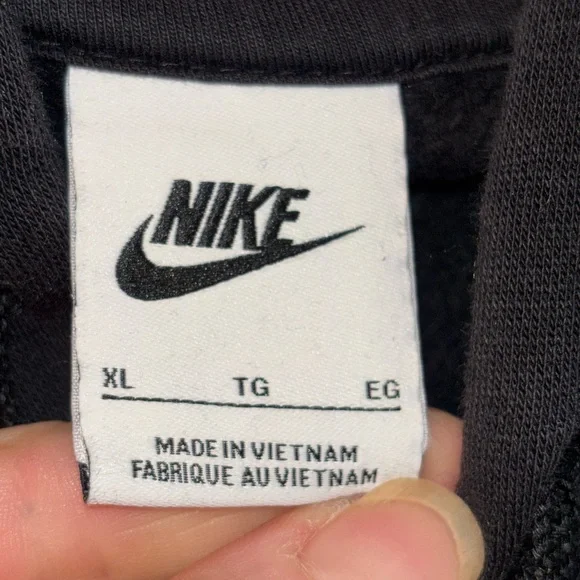 NIKE
XL TG EG
MADE IN VIETNAM
FABRIQUE AU VIETNAM